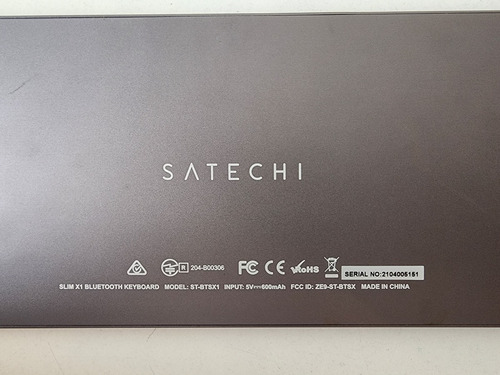 SATECHI
R 204-B00306 FC CE RoHS SERIAL NO:2104005151
SLIM X1 BLUETOOTH KEYBOARD MODEL: ST-BTSX1 INPUT: 5V⎓600mAh FCC ID: ZE9-ST-BTSX MADE IN CHINA